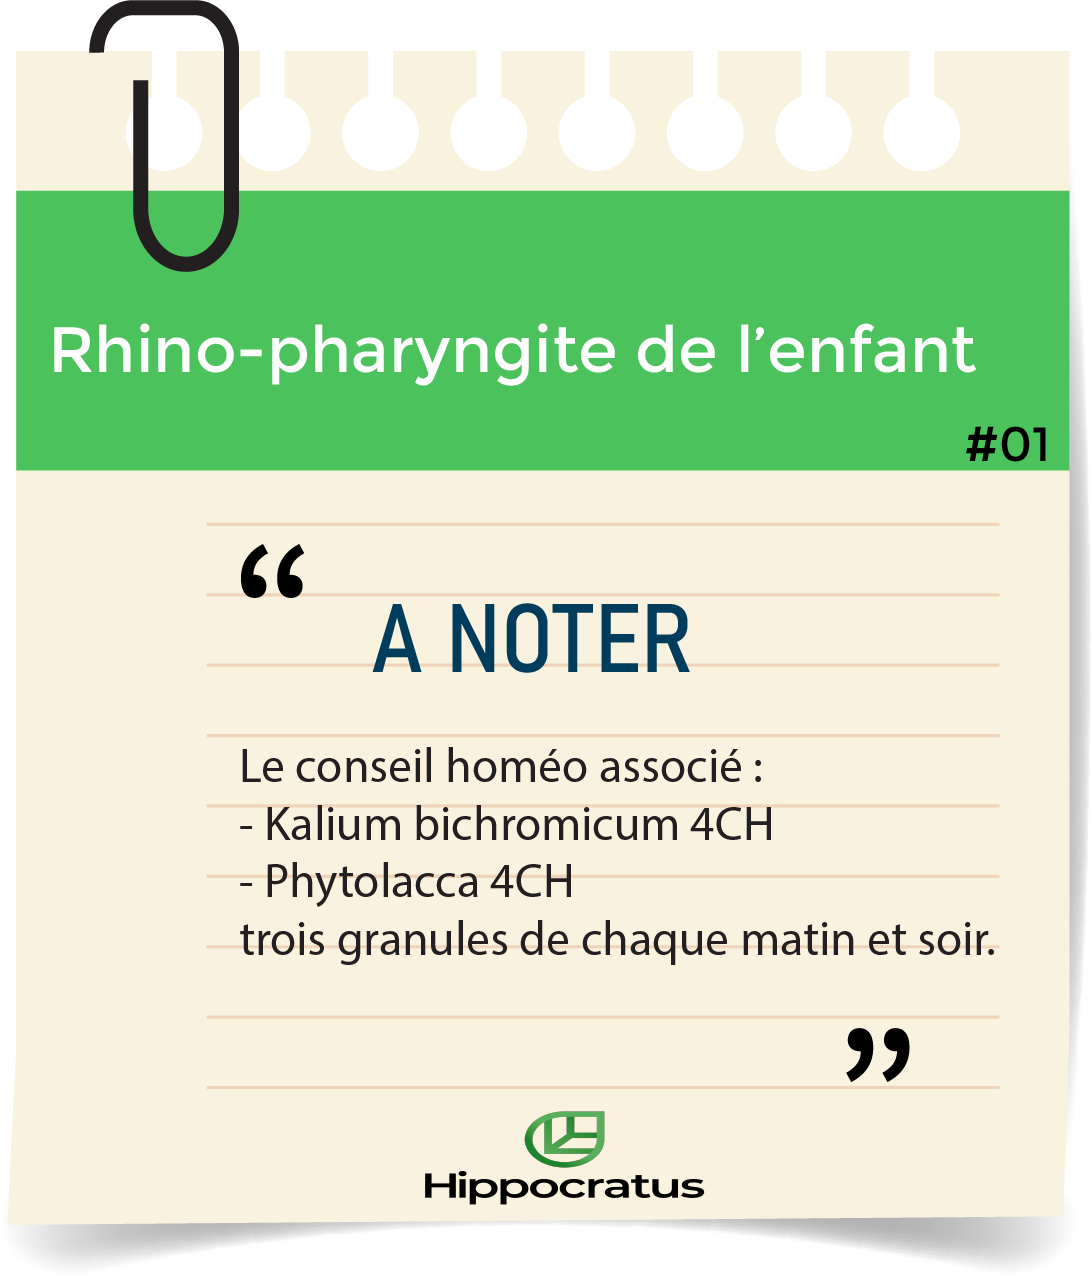 Rhino-pharyngite de l’enfant
#01
“
A NOTER
Le conseil homéo associé :
- Kalium bichromicum 4CH
- Phytolacca 4CH
trois granules de chaque matin et soir.
”
Hippocratus